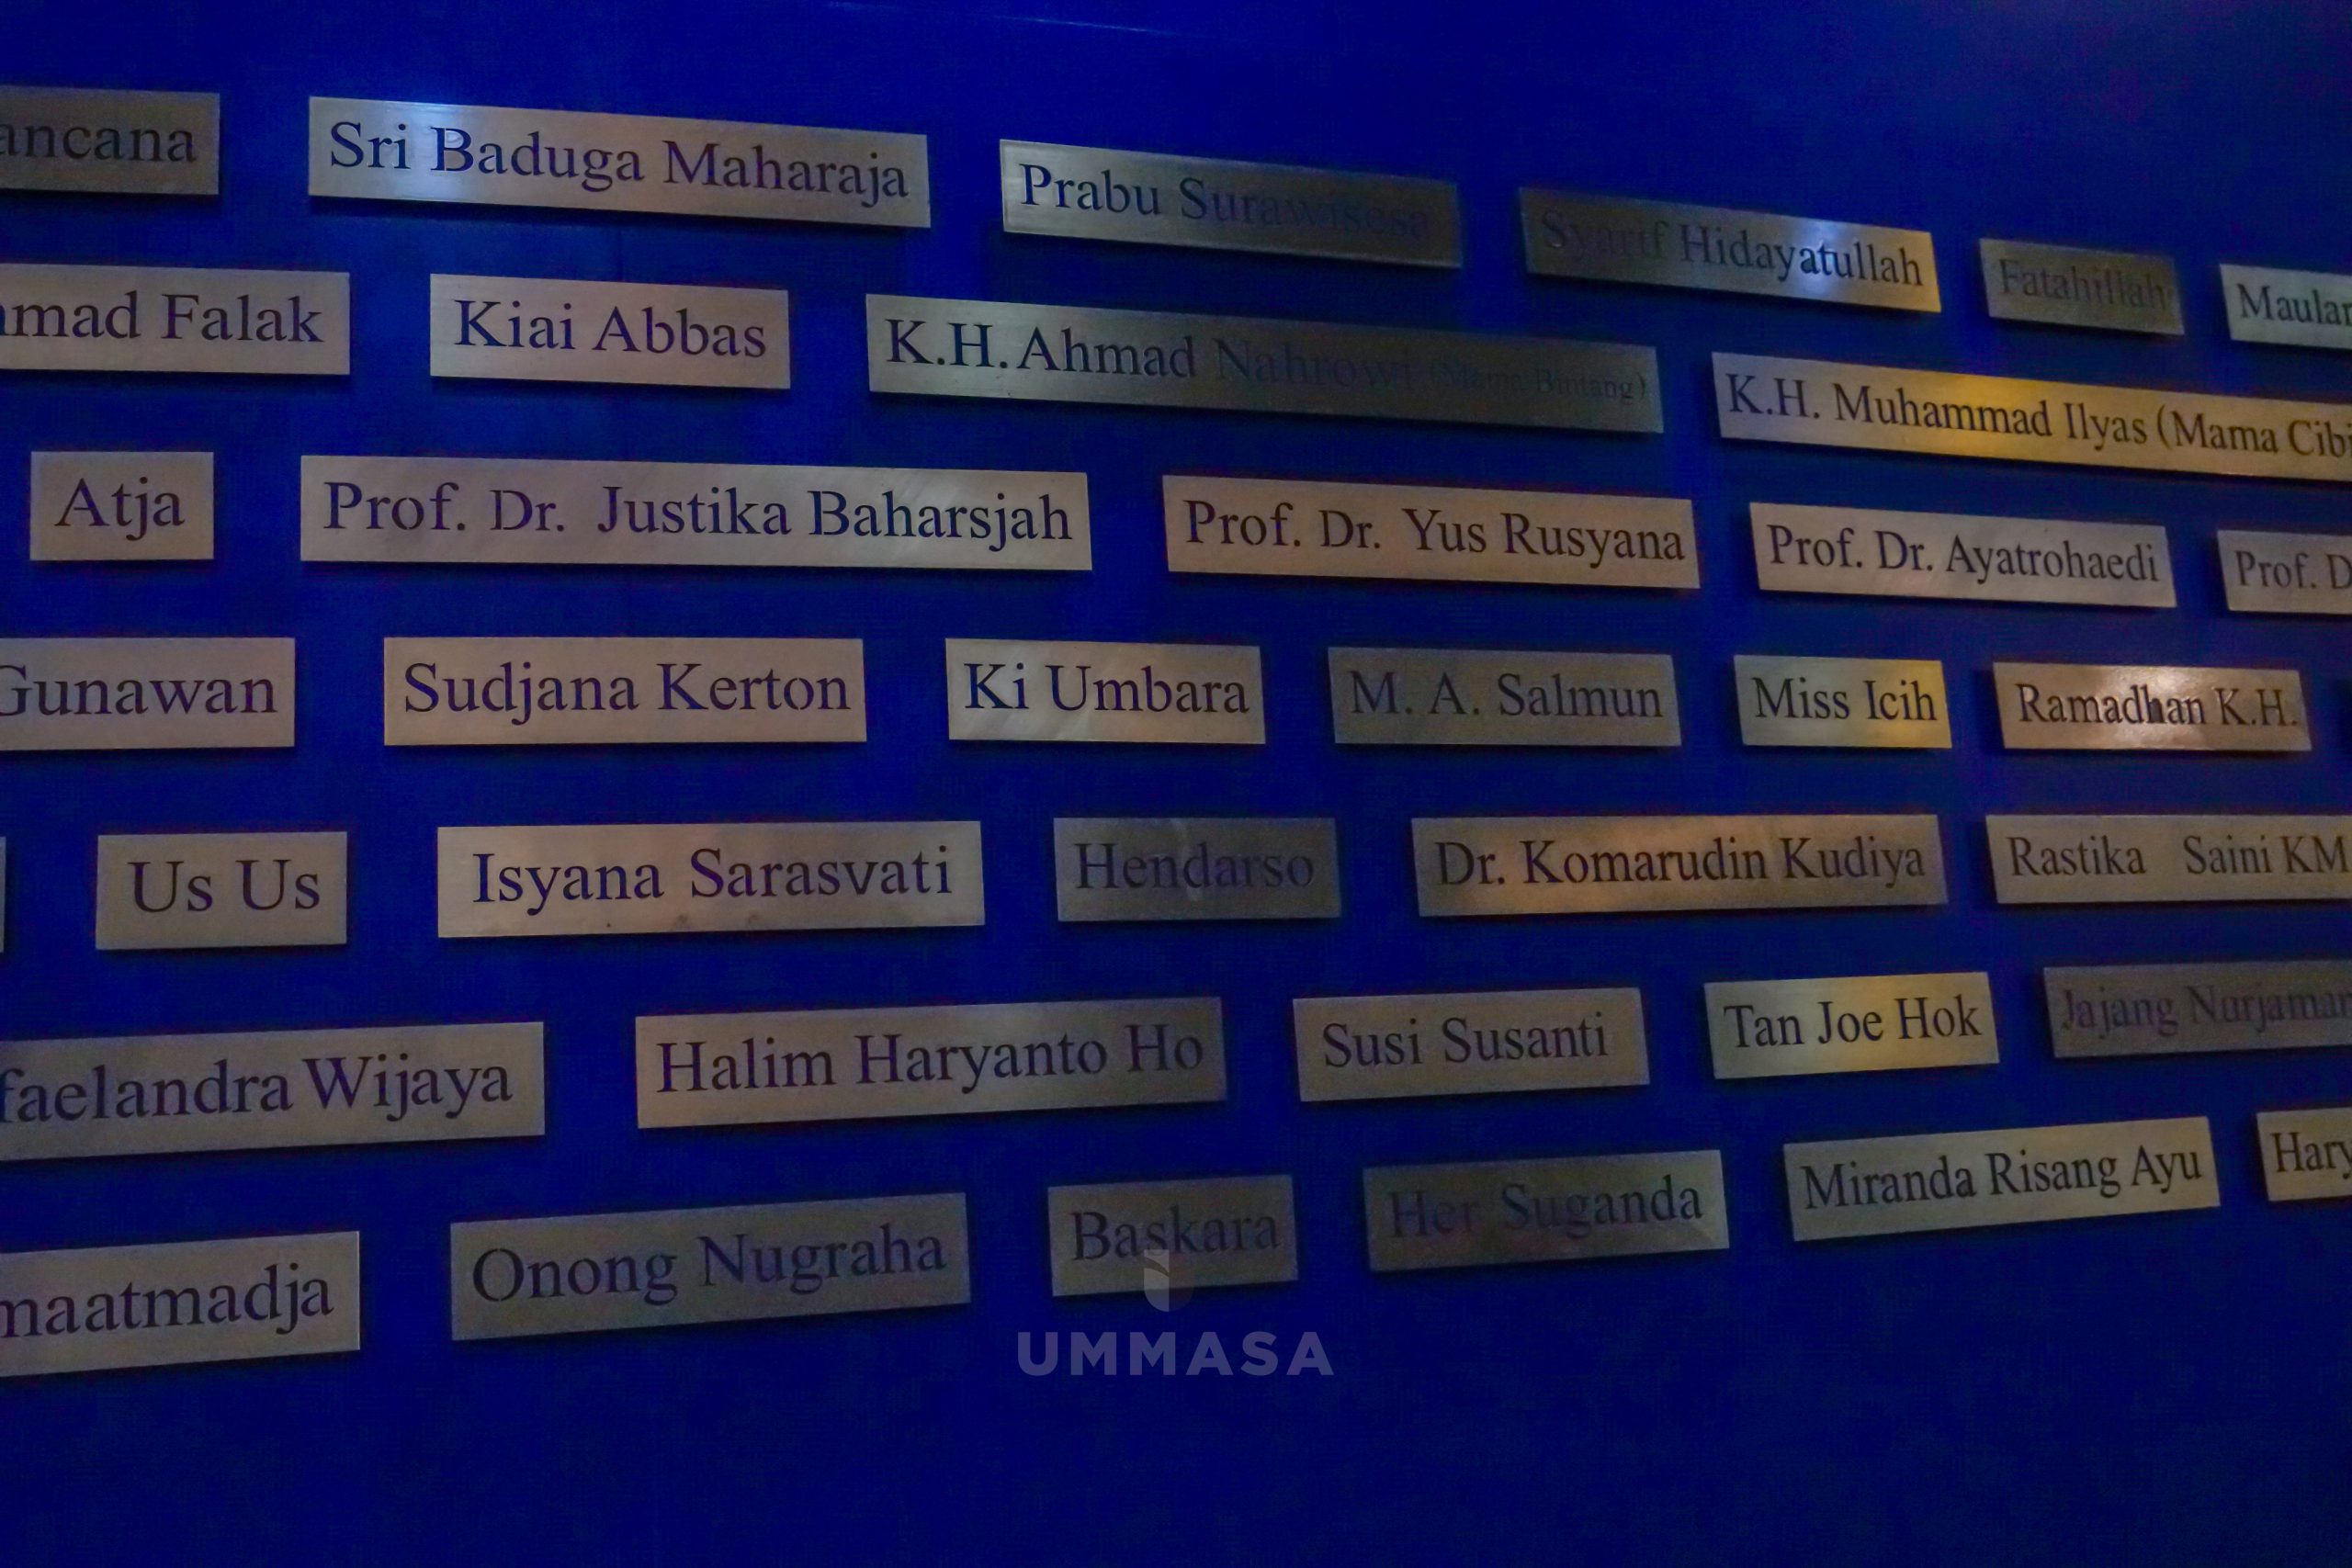 ancana Sri Baduga Maharaja Prabu Surawisesa Syarif Hidayatullah Fatahillah Maular
mad Falak Kiai Abbas K.H. Ahmad Nahrowi (Mama Bintang) K.H. Muhammad Ilyas (Mama Cibi
Atja Prof. Dr. Justika Baharsjah Prof. Dr. Yus Rusyana Prof. Dr. Ayatrohaedi Prof. D
Gunawan Sudjana Kerton Ki Umbara M. A. Salmun Miss Icih Ramadhan K.H.
Us Us Isyana Sarasvati Hendarso Dr. Komarudin Kudiya Rastika Saini KM
faelandra Wijaya Halim Haryanto Ho Susi Susanti Tan Joe Hok Jajang Nurjaman
maatmadja Onong Nugraha Baskara Her Suganda Miranda Risang Ayu Hary
UMMASA